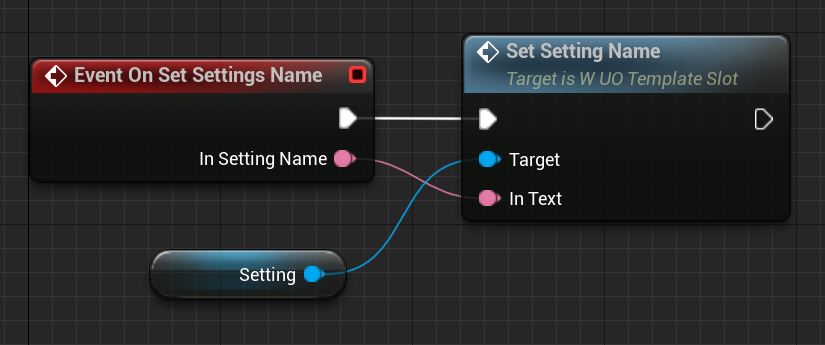 Event On Set Settings Name
In Setting Name
Set Setting Name
Target is W UO Template Slot
Target
In Text
Setting